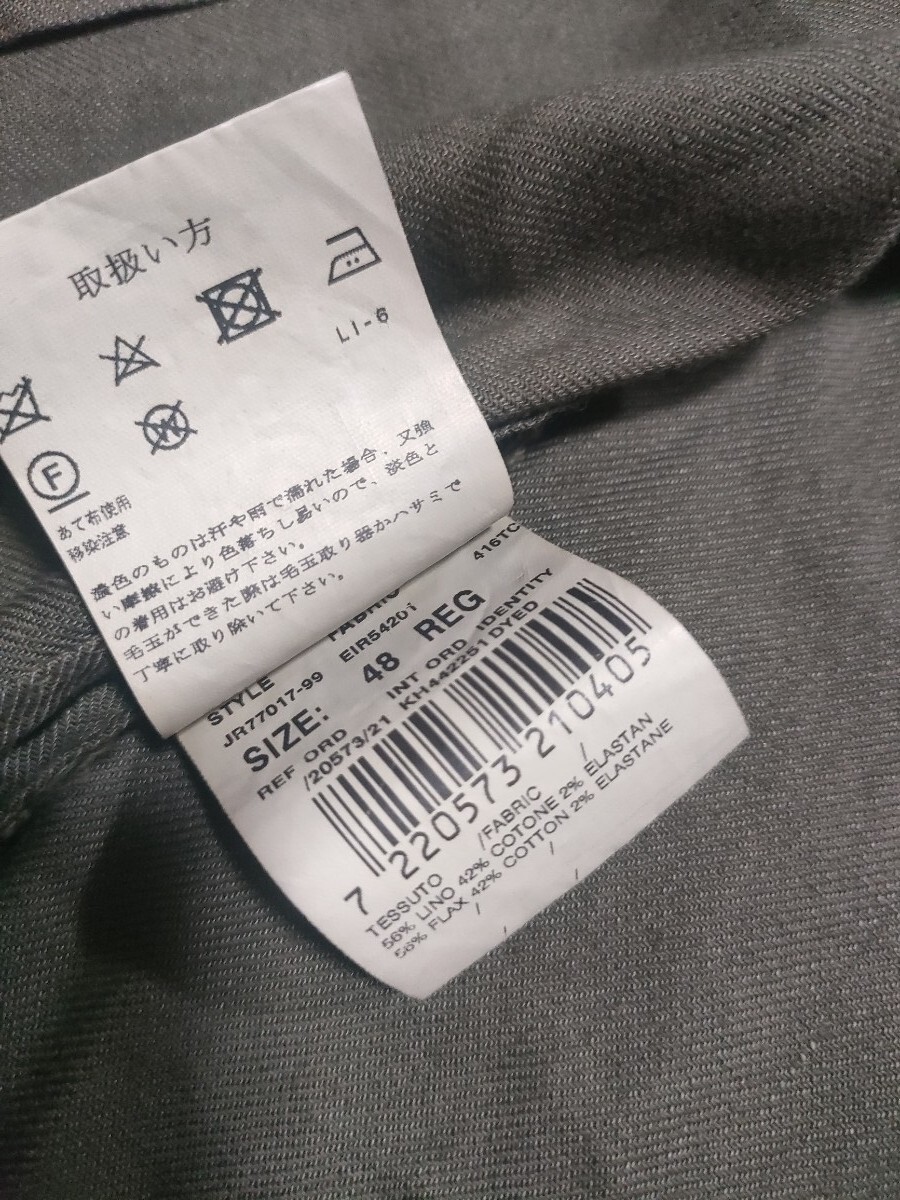 取扱い方
LI-6
F
W
あて布使用
移染注意
濃色のものは汗や雨で濡れた場合、又強
い摩擦により色落ちし易いので、淡色と
の着用はお避け下さい。
毛玉ができた際は毛玉取り器かハサミで
丁寧に取り除いて下さい。
STYLE FABRIC 416TC
JR77017-99 EIR5420
SIZE: 48 REG
REF ORD INT ORD IDENTITY
/20573/21 KH442251DYED
7 220573 210405
TESSUTO /FABRIC /
56% LINO 42% COTONE 2% ELASTAN
56% FLAX 42% COTTON 2% ELASTANE
/ /
/ /